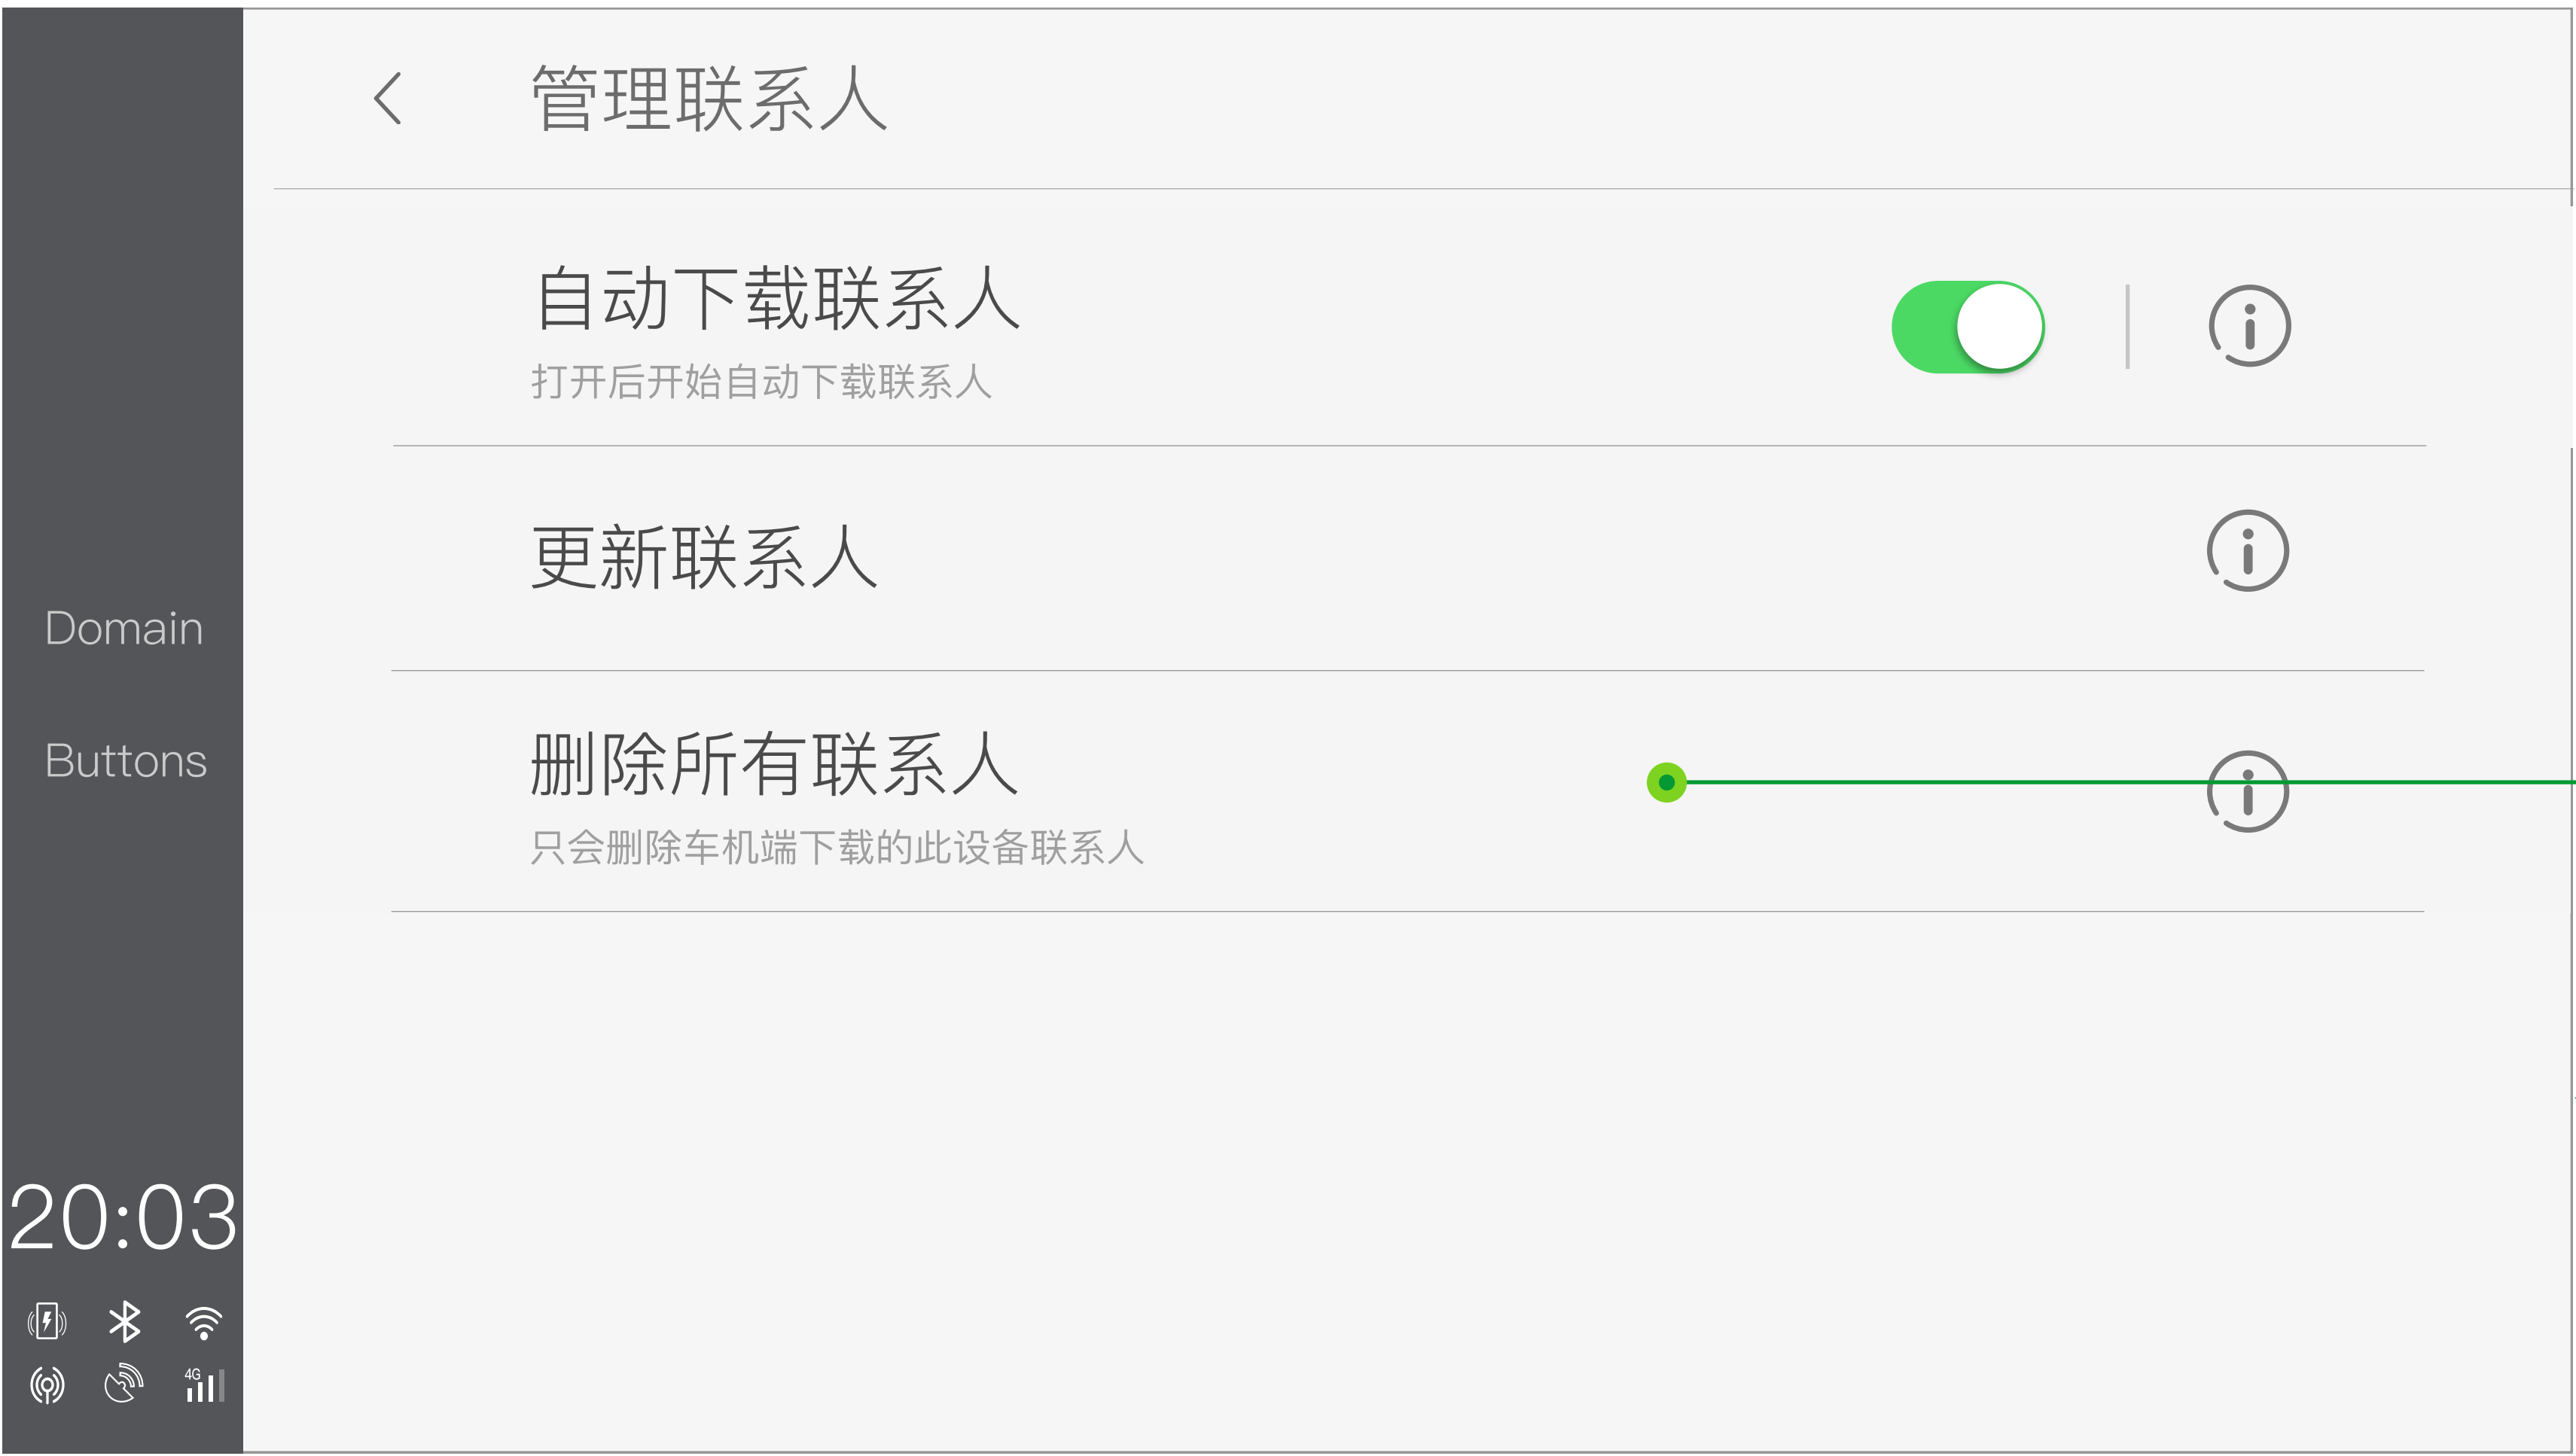 管理联系人
自动下载联系人
打开后开始自动下载联系人
更新联系人
删除所有联系人
只会删除车机端下载的此设备联系人
Domain
Buttons
20:03
4G